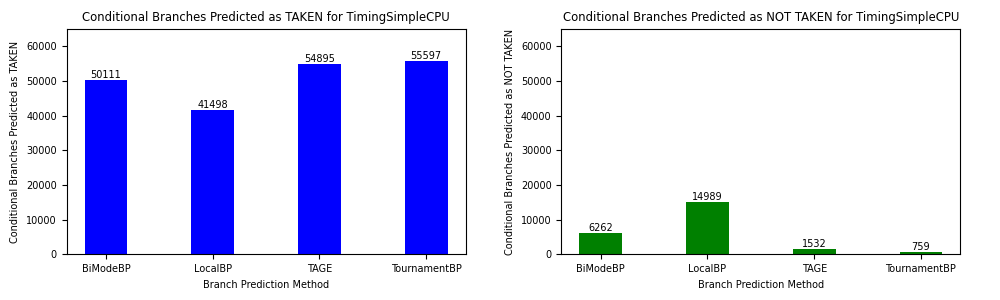 Conditional Branches Predicted as TAKEN for TimingSimpleCPU
Conditional Branches Predicted as TAKEN
60000
50000
40000
30000
20000
10000
0
50111
41498
54895
55597
BiModeBP LocalBP TAGE TournamentBP
Branch Prediction Method
Conditional Branches Predicted as NOT TAKEN for TimingSimpleCPU
Conditional Branches Predicted as NOT TAKEN
60000
50000
40000
30000
20000
10000
0
6262
14989
1532
759
BiModeBP LocalBP TAGE TournamentBP
Branch Prediction Method